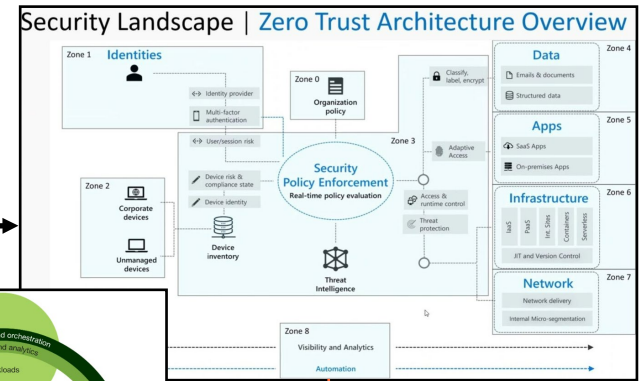 Security Landscape | Zero Trust Architecture Overview
Zone 1
Identities
Identity provider
Multi-factor
authentication
User/session risk
Zone 0
Organization
policy
Zone 2
Corporate
devices
Unmanaged
devices
Device risk &
compliance state
Device identity
Device
inventory
Security
Policy Enforcement
Real-time policy evaluation
Threat
Intelligence
Zone 3
Classify,
label, encrypt
Adaptive
Access
Access &
runtime control
Threat
protection
Zone 4
Data
Emails & documents
Structured data
Zone 5
Apps
SaaS Apps
On-premises Apps
Zone 6
Infrastructure
IaaS
PaaS
Int. Sites
Containers
Serverless
JIT and Version Control
Zone 7
Network
Network delivery
Internal Micro-segmentation
Zone 8
Visibility and Analytics
Automation
d orchestration
nd analytics
kloads